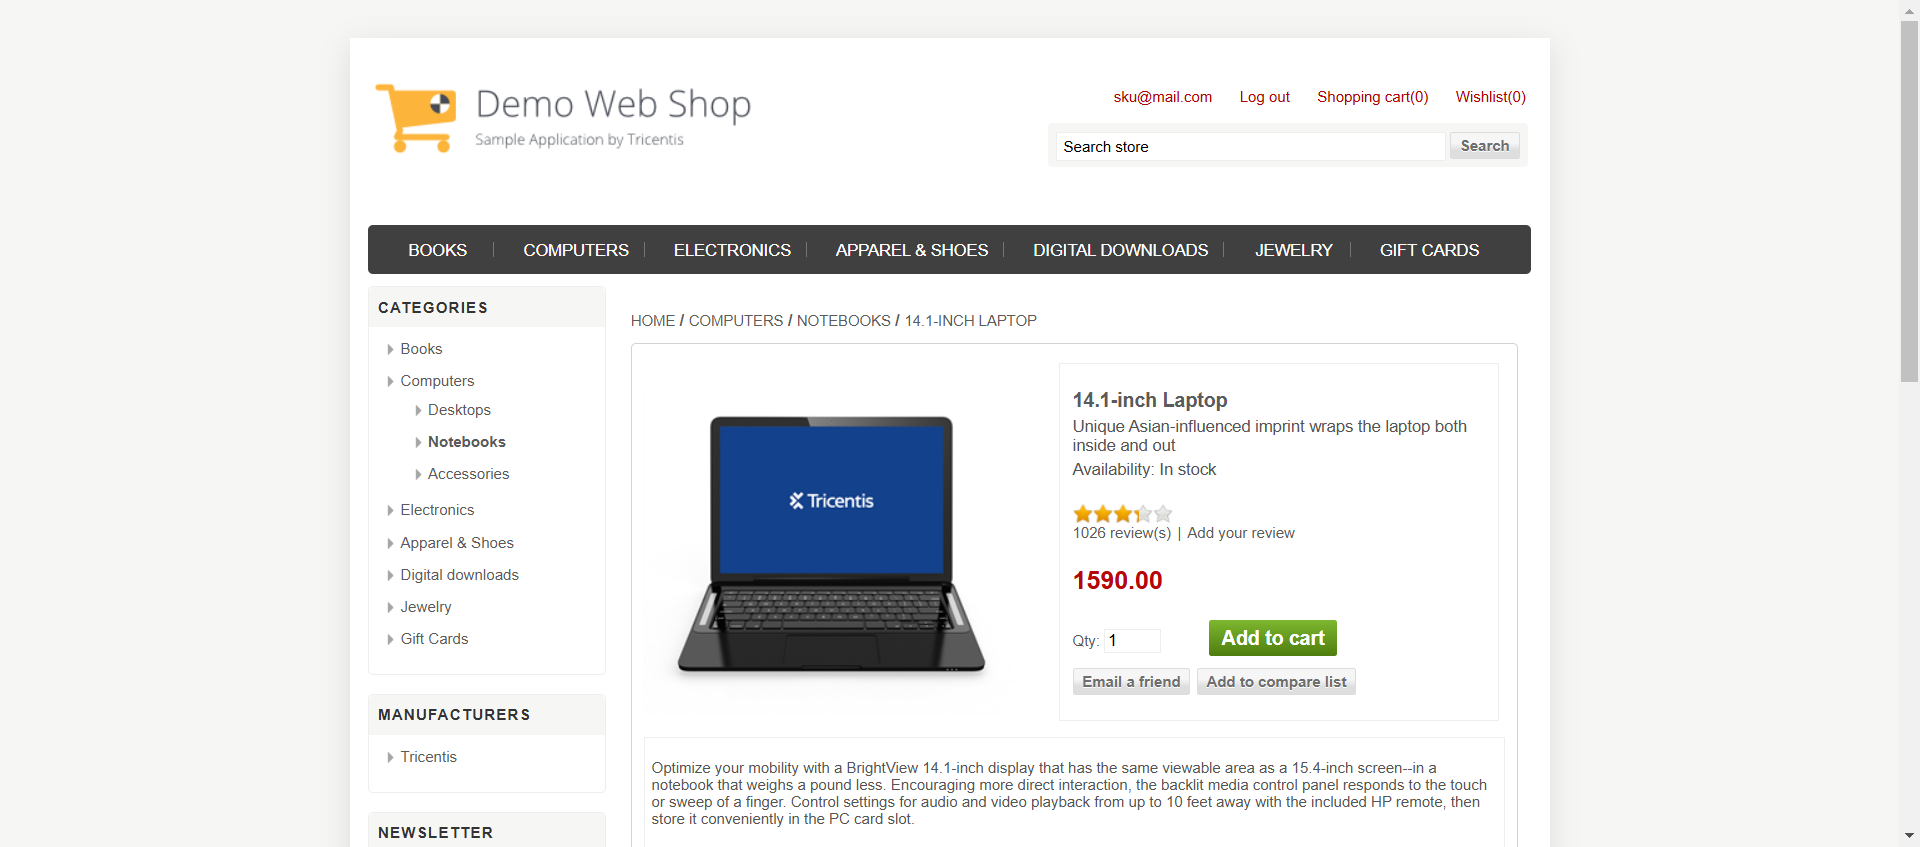 Demo Web Shop
Sample Application by Tricentis
sku@mail.com Log out Shopping cart(0) Wishlist(0)
Search store Search
BOOKS COMPUTERS ELECTRONICS APPAREL & SHOES DIGITAL DOWNLOADS JEWELRY GIFT CARDS
CATEGORIES
Books
Computers
Desktops
Notebooks
Accessories
Electronics
Apparel & Shoes
Digital downloads
Jewelry
Gift Cards
MANUFACTURERS
Tricentis
NEWSLETTER
HOME / COMPUTERS / NOTEBOOKS / 14.1-INCH LAPTOP
Tricentis
14.1-inch Laptop
Unique Asian-influenced imprint wraps the laptop both
inside and out
Availability: In stock
1026 review(s) | Add your review
1590.00
Qty: 1 Add to cart
Email a friend Add to compare list
Optimize your mobility with a BrightView 14.1-inch display that has the same viewable area as a 15.4-inch screen--in a
notebook that weighs a pound less. Encouraging more direct interaction, the backlit media control panel responds to the touch
or sweep of a finger. Control settings for audio and video playback from up to 10 feet away with the included HP remote, then
store it conveniently in the PC card slot.